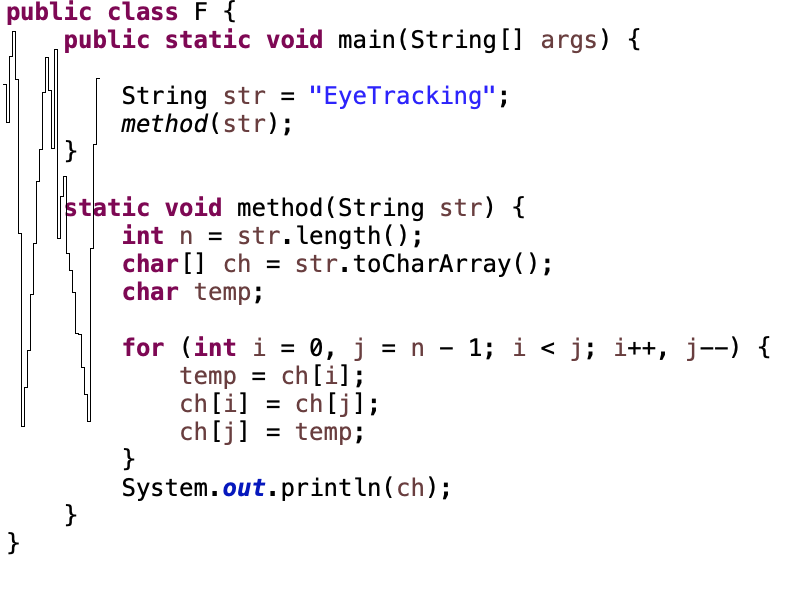 public class F {
    public static void main(String[] args) {
        String str = "EyeTracking";
        method(str);
    }
    static void method(String str) {
        int n = str.length();
        char[] ch = str.toCharArray();
        char temp;
        for (int i = 0, j = n - 1; i < j; i++, j--) {
            temp = ch[i];
            ch[i] = ch[j];
            ch[j] = temp;
        }
        System.out.println(ch);
    }
}